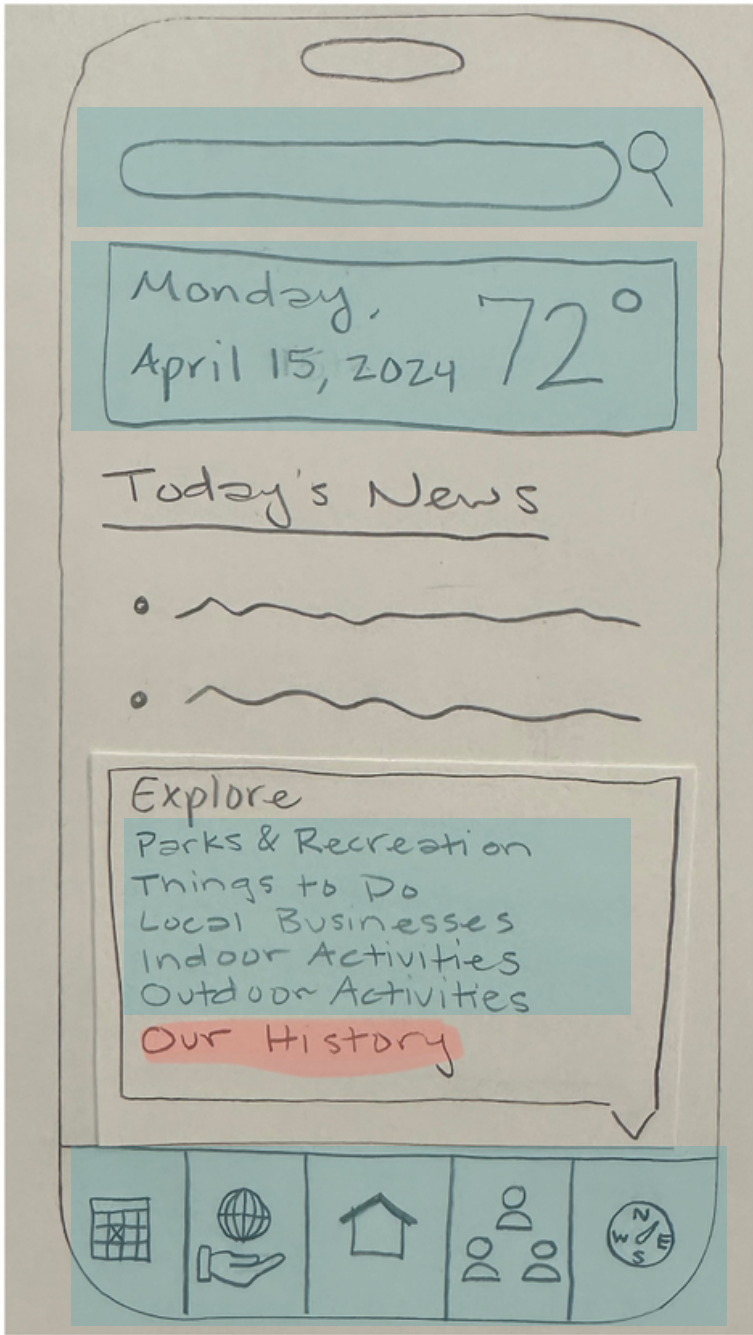 Monday,
April 15, 2024
72°
Today's News
Explore
Parks & Recreation
Things to Do
Local Businesses
Indoor Activities
Outdoor Activities
Our History
N
W E
S